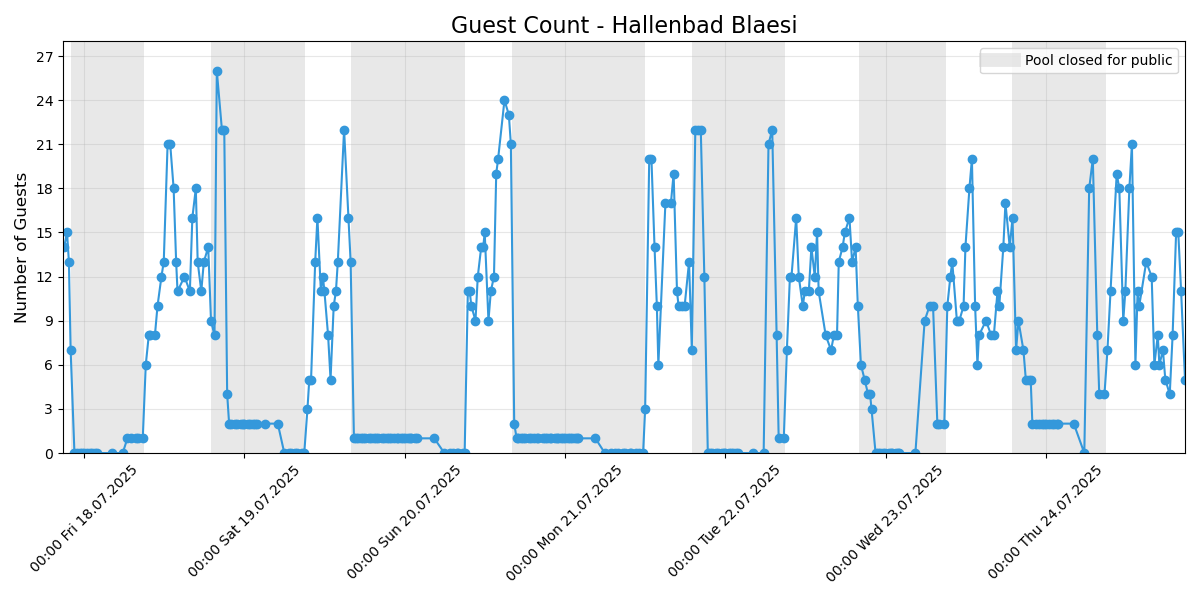 Guest Count - Hallenbad Blaesi
Pool closed for public
Number of Guests
27
24
21
18
15
12
9
6
3
0
00:00 Fri 18.07.2025
00:00 Sat 19.07.2025
00:00 Sun 20.07.2025
00:00 Mon 21.07.2025
00:00 Tue 22.07.2025
00:00 Wed 23.07.2025
00:00 Thu 24.07.2025